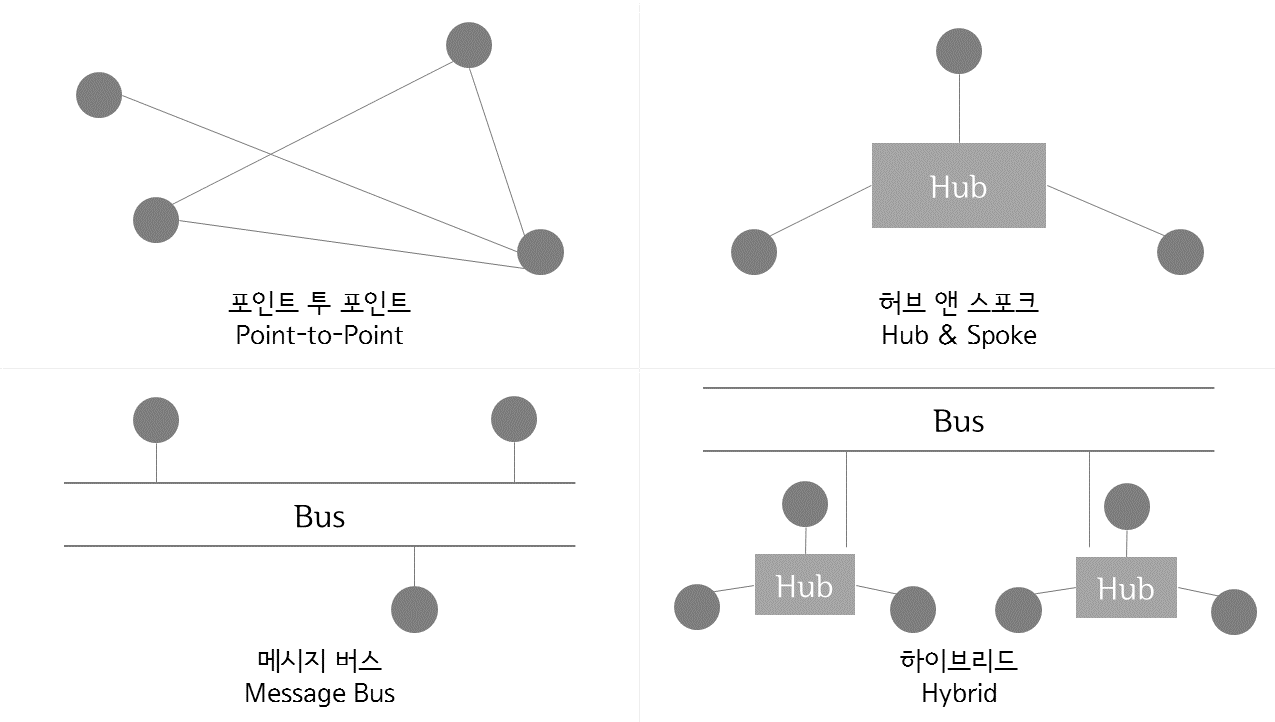 Hub
포인트 투 포인트
Point-to-Point
허브 앤 스포크
Hub & Spoke
Bus
메시지 버스
Message Bus
Bus
Hub
Hub
하이브리드
Hybrid